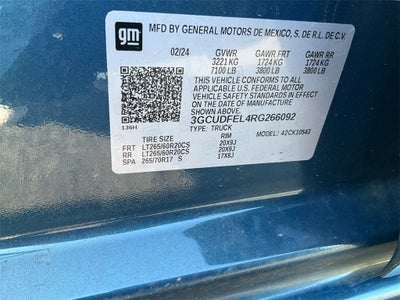 gm
MFD BY GENERAL MOTORS DE MEXICO, S. DE R.L. DE C.V.
02/24 GVWR GAWR FRT GAWR RR
3221 KG 1724 KG 1724 KG
7100 LB 3800 LB 3800 LB
THIS VEHICLE CONFORMS TO ALL
APPLICABLE U.S. FEDERAL MOTOR
VEHICLE SAFETY AND THEFT PREVENTION
STANDARDS IN EFFECT ON THE DATE OF
MANUFACTURE SHOWN ABOVE.
3GCUDFEL4RG266092
TYPE: TRUCK MODEL: 42CK10543
136H
TIRE SIZE RIM
FRT LT265/60R20CS 20X9J
RR LT265/60R20CS 20X9J
SPA 265/70R17 S 17X8J